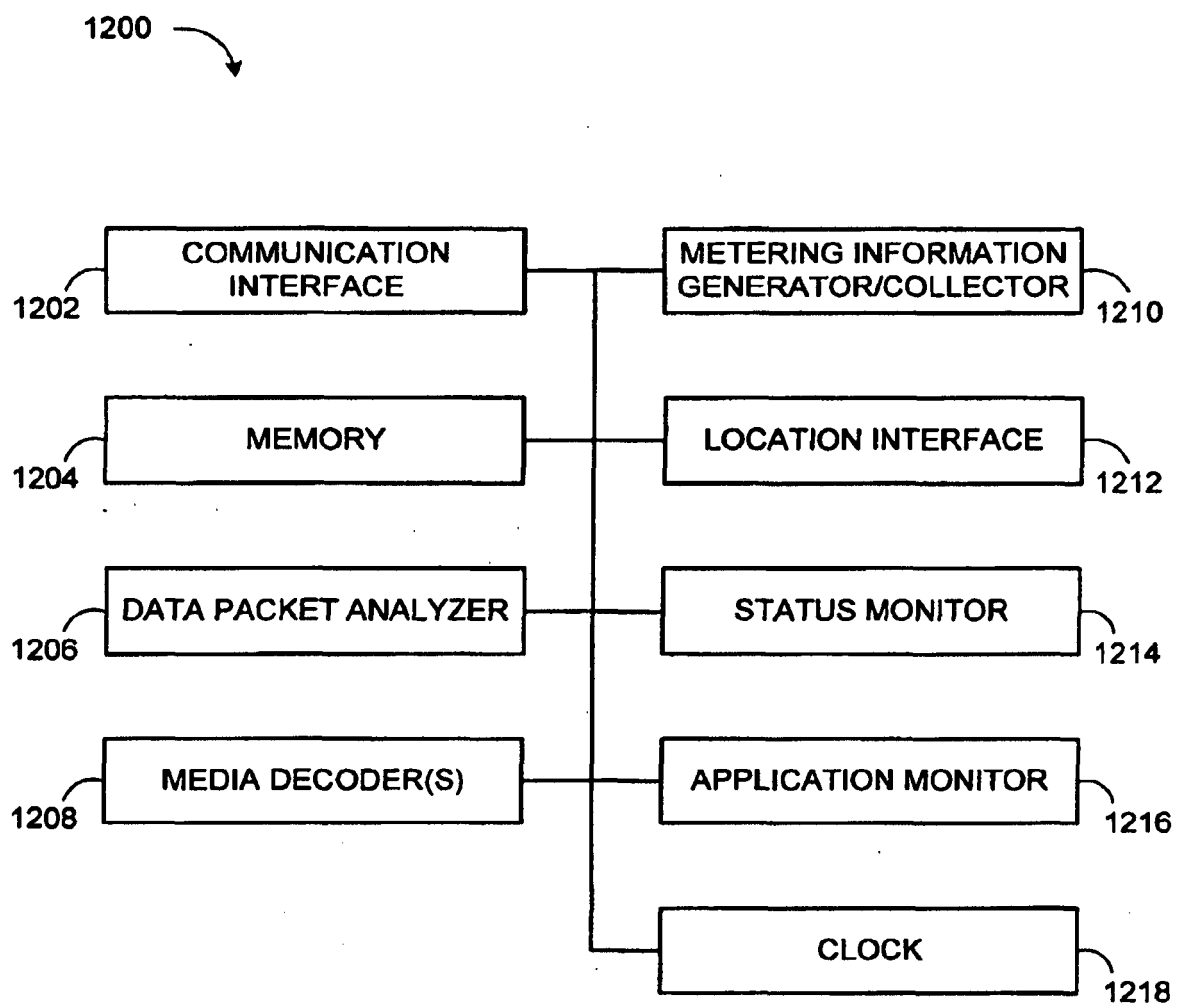 1200
COMMUNICATION
INTERFACE
1202
METERING INFORMATION
GENERATOR/COLLECTOR
1210
MEMORY
1204
LOCATION INTERFACE
1212
DATA PACKET ANALYZER
1206
STATUS MONITOR
1214
MEDIA DECODER(S)
1208
APPLICATION MONITOR
1216
CLOCK
1218